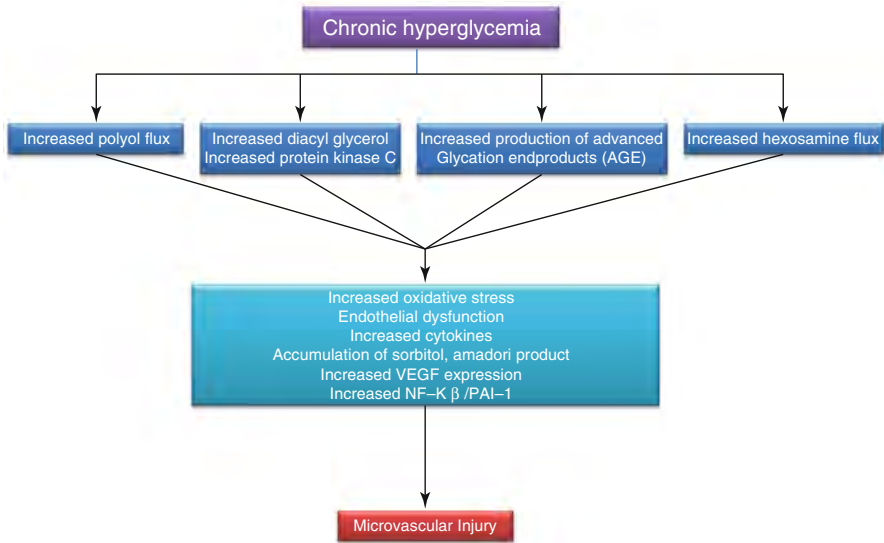 Chronic hyperglycemia
Increased polyol flux
Increased diacyl glycerol
Increased protein kinase C
Increased production of advanced
Glycation endproducts (AGE)
Increased hexosamine flux
Increased oxidative stress
Endothelial dysfunction
Increased cytokines
Accumulation of sorbitol, amadori product
Increased VEGF expression
Increased NF–K β /PAI–1
Microvascular Injury